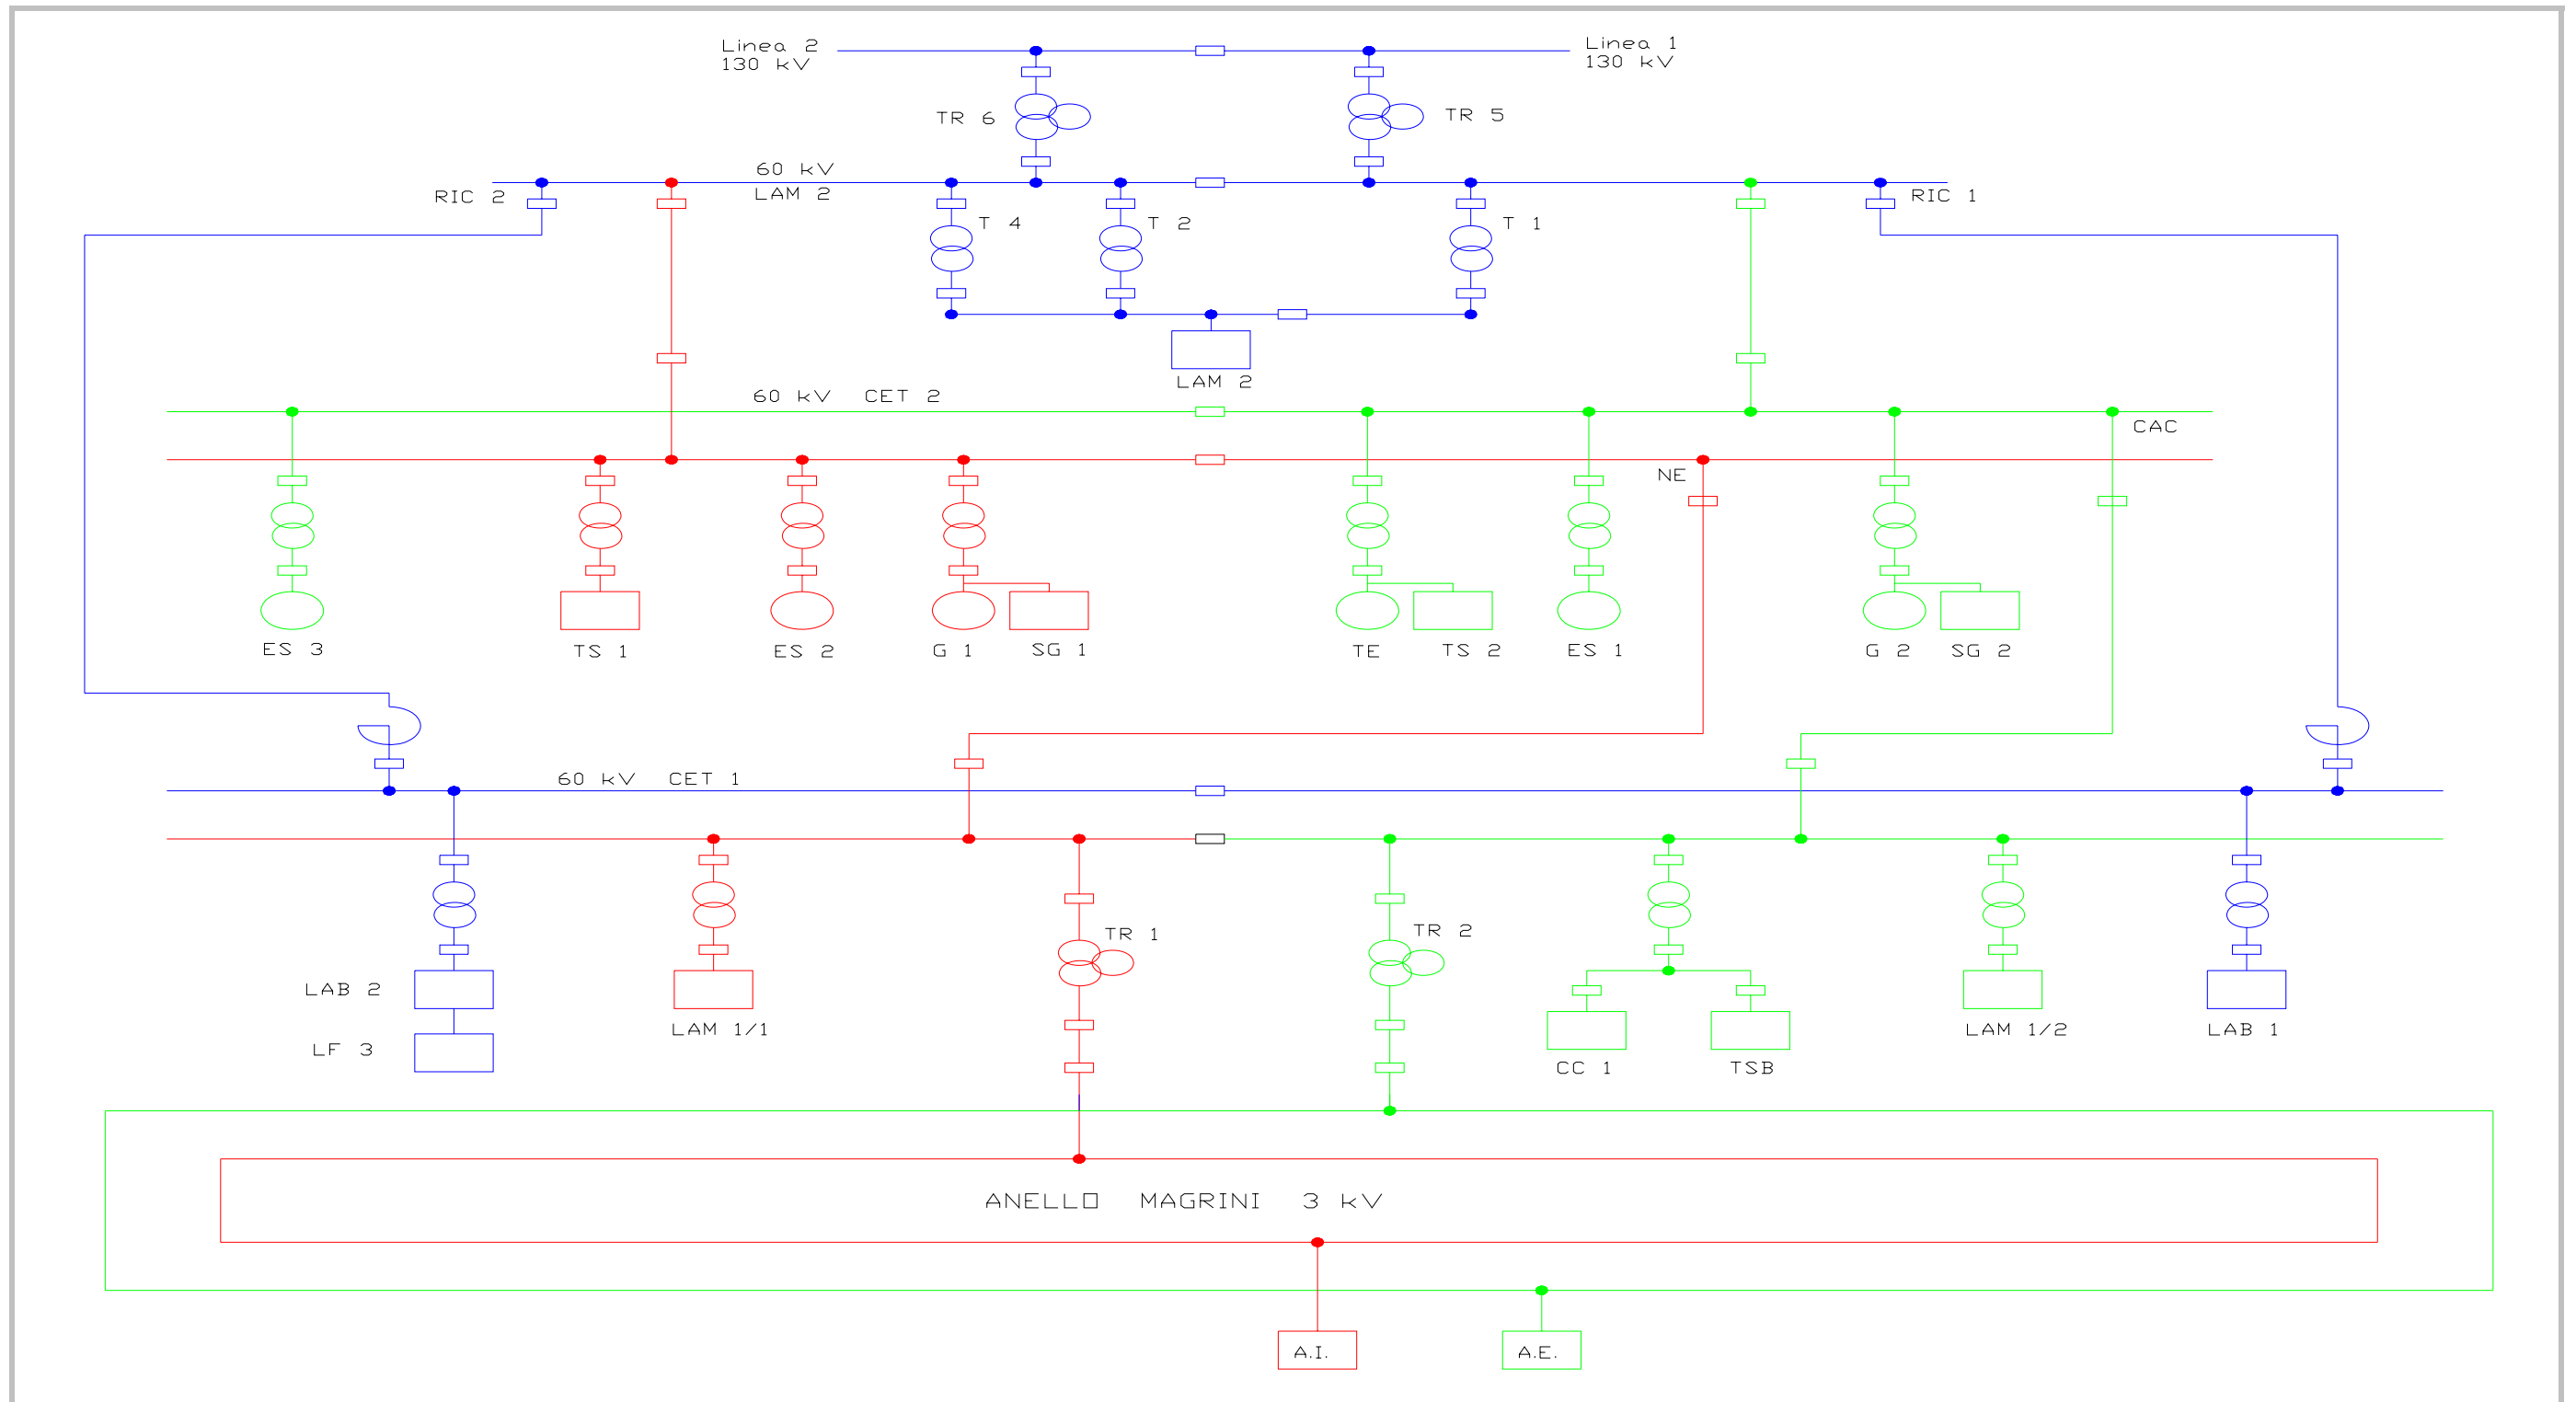 Linea 2
130 kV
Linea 1
130 kV
TR 6
TR 5
60 kV
LAM 2
RIC 2
RIC 1
T 4
T 2
T 1
LAM 2
60 kV CET 2
CAC
NE
ES 3
TS 1
ES 2
G 1
SG 1
TE
TS 2
ES 1
G 2
SG 2
60 kV CET 1
TR 1
TR 2
LAB 2
LAM 1/1
LAM 1/2
LAB 1
LF 3
CC 1
TSB
ANELLO MAGRINI 3 kV
A.I.
A.E.